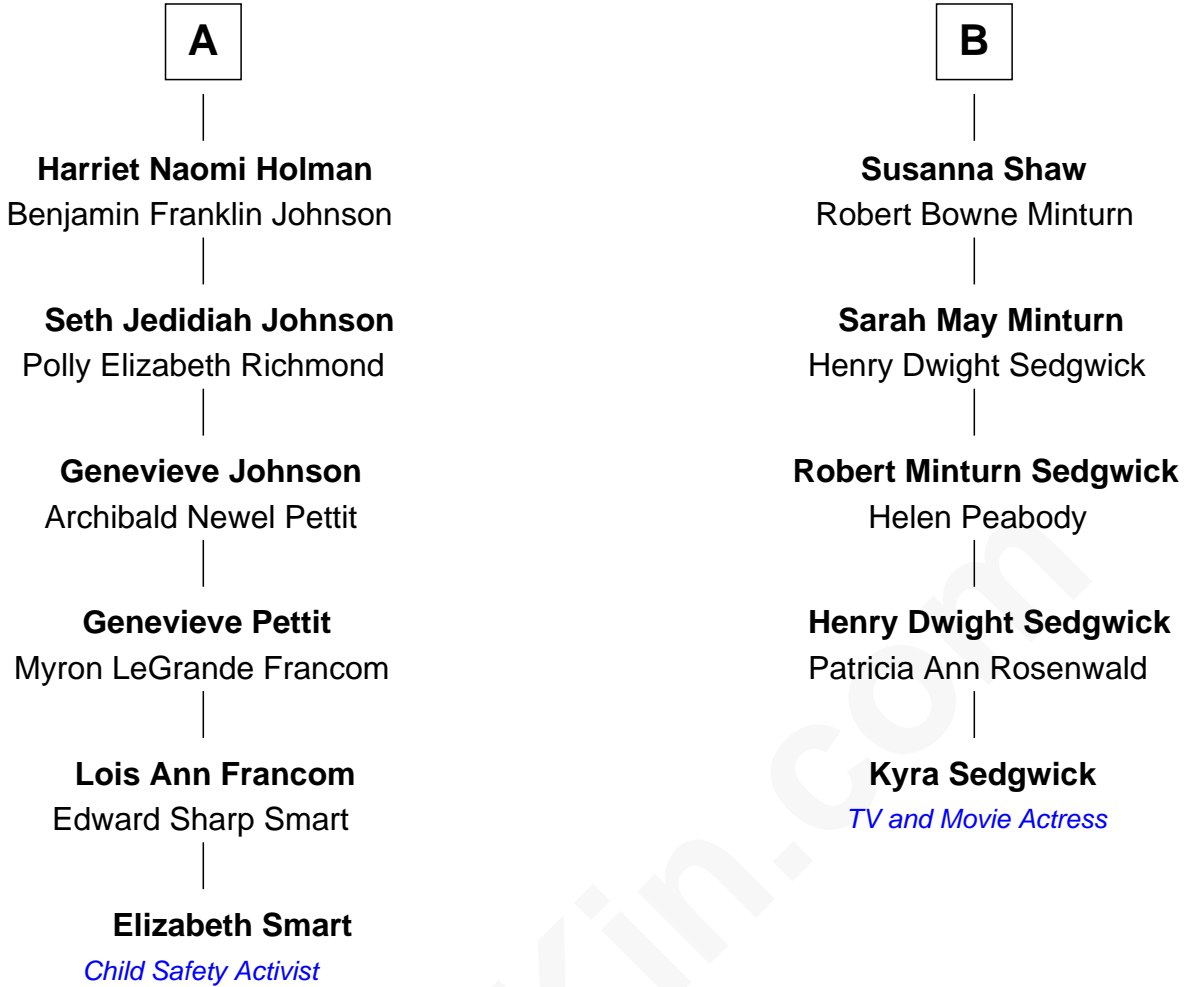 A
Harriet Naomi Holman
Benjamin Franklin Johnson
Seth Jedidiah Johnson
Polly Elizabeth Richmond
Genevieve Johnson
Archibald Newel Pettit
Genevieve Pettit
Myron LeGrande Francom
Lois Ann Francom
Edward Sharp Smart
Elizabeth Smart
Child Safety Activist
B
Susanna Shaw
Robert Bowne Minturn
Sarah May Minturn
Henry Dwight Sedgwick
Robert Minturn Sedgwick
Helen Peabody
Henry Dwight Sedgwick
Patricia Ann Rosenwald
Kyra Sedgwick
TV and Movie Actress